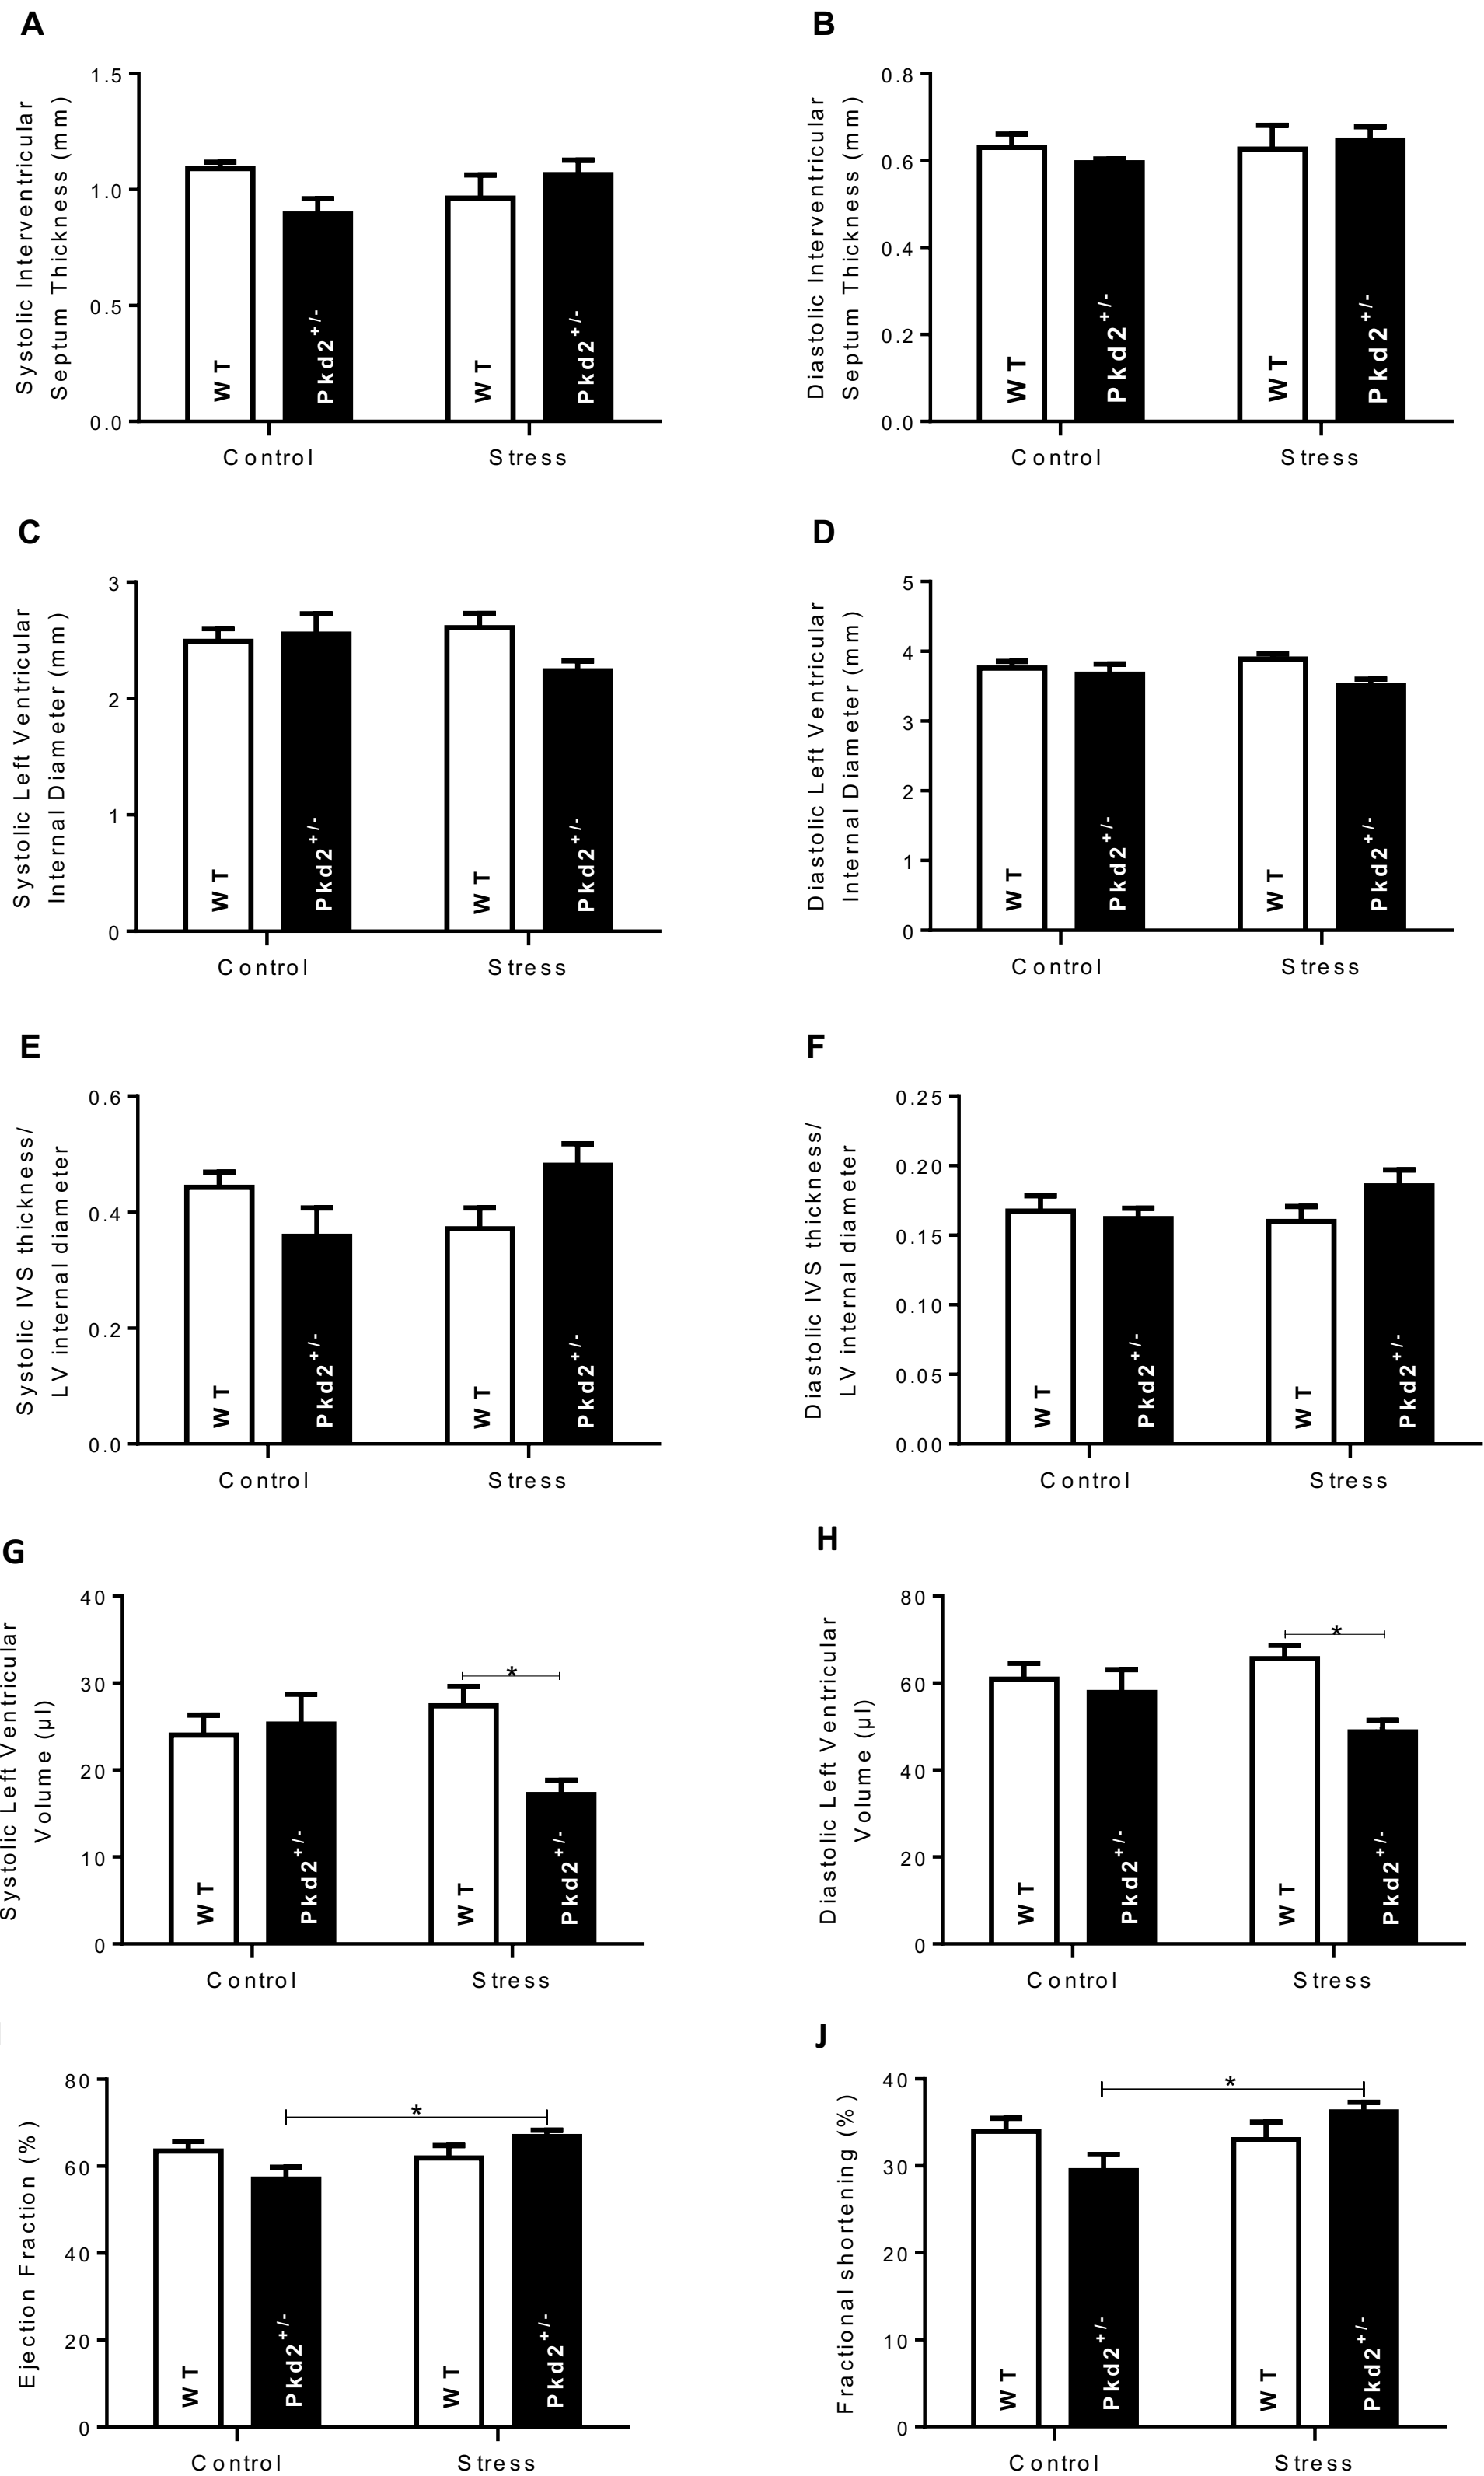 A
Systolic Interventricular
Septum Thickness (mm)
1.5
1.0
0.5
0.0
WT
Pkd2+/-
WT
Pkd2+/-
Control
Stress
B
Diastolic Interventricular
Septum Thickness (mm)
0.8
0.6
0.4
0.2
0.0
WT
Pkd2+/-
WT
Pkd2+/-
Control
Stress
C
Systolic Left Ventricular
Internal Diameter (mm)
3
2
1
0
WT
Pkd2+/-
WT
Pkd2+/-
Control
Stress
D
Diastolic Left Ventricular
Internal Diameter (mm)
5
4
3
2
1
0
WT
Pkd2+/-
WT
Pkd2+/-
Control
Stress
E
Systolic IVS thickness/
LV internal diameter
0.6
0.4
0.2
0.0
WT
Pkd2+/-
WT
Pkd2+/-
Control
Stress
F
Diastolic IVS thickness/
LV internal diameter
0.25
0.20
0.15
0.10
0.05
0.00
WT
Pkd2+/-
WT
Pkd2+/-
Control
Stress
G
Systolic Left Ventricular
Volume (µl)
40
30
20
10
0
*
WT
Pkd2+/-
WT
Pkd2+/-
Control
Stress
H
Diastolic Left Ventricular
Volume (µl)
80
60
40
20
0
*
WT
Pkd2+/-
WT
Pkd2+/-
Control
Stress
Ejection Fraction (%)
80
60
40
20
0
*
WT
Pkd2+/-
WT
Pkd2+/-
Control
Stress
J
Fractional shortening (%)
40
30
20
10
0
*
WT
Pkd2+/-
WT
Pkd2+/-
Control
Stress